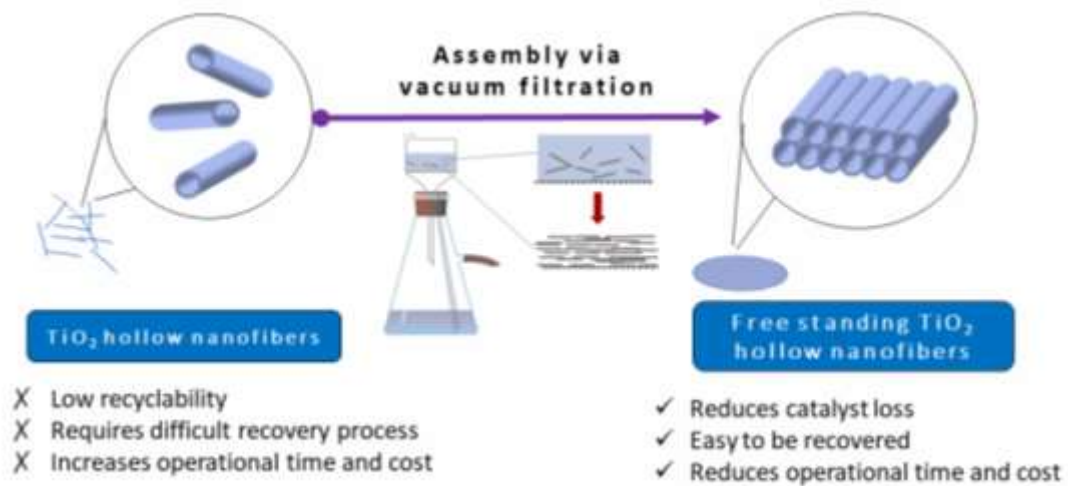 Assembly via
vacuum filtration
TiO₂ hollow nanofibers
Free standing TiO₂
hollow nanofibers
✗ Low recyclability
✗ Requires difficult recovery process
✗ Increases operational time and cost
✓ Reduces catalyst loss
✓ Easy to be recovered
✓ Reduces operational time and cost